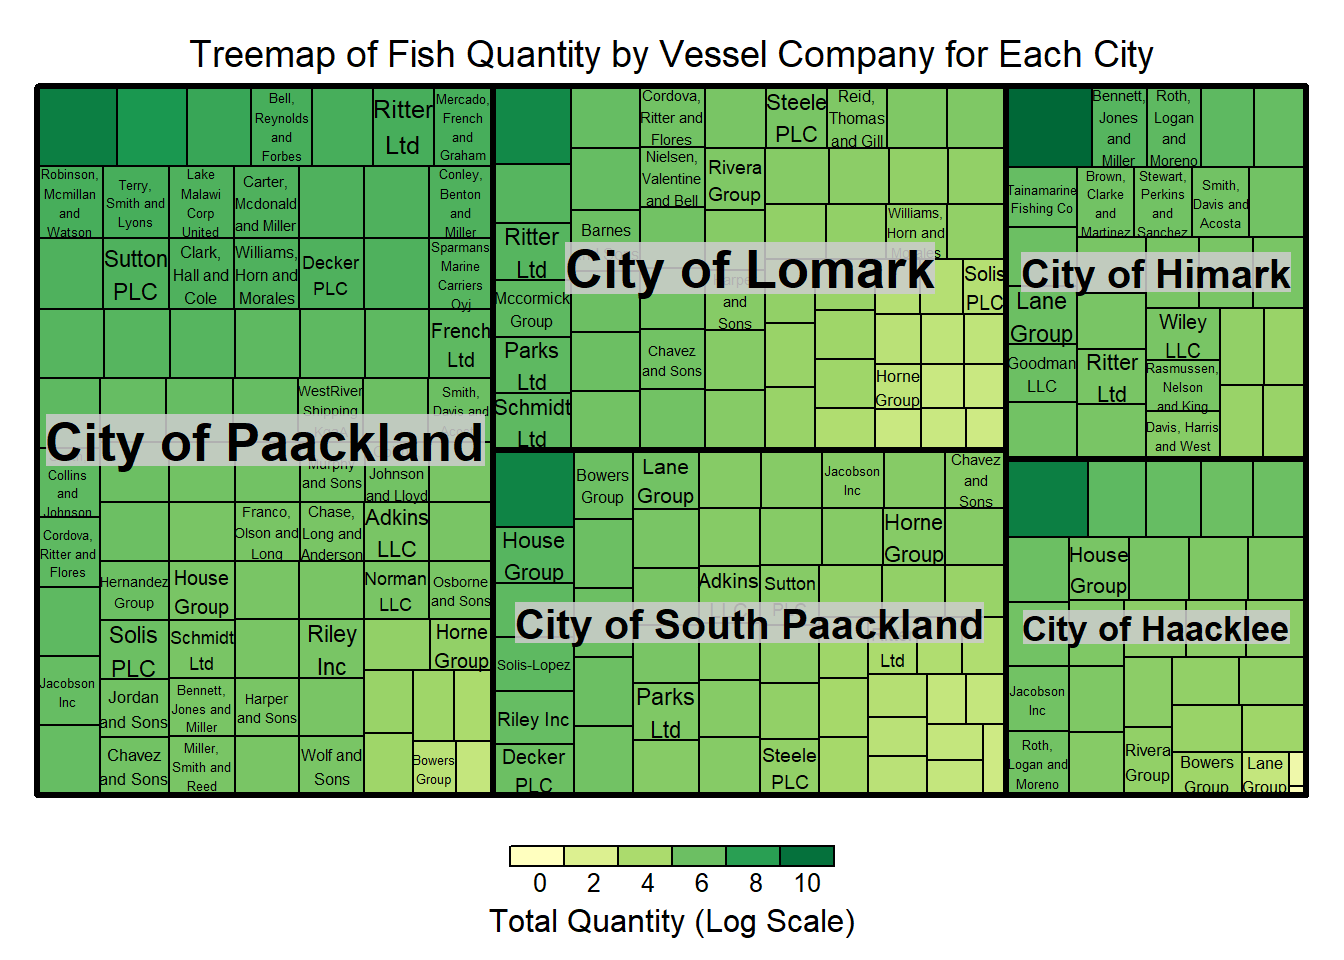 Treemap of Fish Quantity by Vessel Company for Each City
Bell,
Reynolds
and
Forbes
Ritter
Ltd
Mercado,
French
and
Graham
Robinson,
Mcmillan
and
Watson
Terry,
Smith and
Lyons
Lake
Malawi
Corp
United
Carter,
Mcdonald
and Miller
Conley,
Benton
and
Miller
Sutton
PLC
Clark,
Hall and
Cole
Williams,
Horn and
Morales
Decker
PLC
Sparmans
Marine
Carriers
Oyj
French
Ltd
WestRiver
Shipping
Smith,
Davis and
City of Paackland
Collins
and
Johnson
Murphy
and Sons
Johnson
and Lloyd
Cordova,
Ritter and
Flores
Franco,
Olson and
Long
Chase,
Long and
Anderson
Adkins
LLC
Hernandez
Group
House
Group
Norman
LLC
Osborne
and Sons
Solis
PLC
Schmidt
Ltd
Riley
Inc
Horne
Group
Jacobson
Inc
Jordan
and Sons
Bennett,
Jones and
Miller
Harper
and Sons
Chavez
and Sons
Miller,
Smith and
Reed
Wolf and
Sons
Bowers
Group
Cordova,
Ritter and
Flores
Steele
PLC
Reid,
Thomas
and Gill
Nielsen,
Valentine
and Bell
Rivera
Group
Ritter
Ltd
Barnes
Williams,
Horn and
Morales
City of Lomark
Solis
PLC
Mccormick
Group
and
Sons
Parks
Ltd
Chavez
and Sons
Horne
Group
Schmidt
Ltd
Bennett,
Jones
and
Miller
Roth,
Logan
and
Moreno
Tainamarine
Fishing Co
Brown,
Clarke
and
Martinez
Stewart,
Perkins
and
Sanchez
Smith,
Davis and
Acosta
City of Himark
Lane
Group
Wiley
LLC
Goodman
LLC
Ritter
Ltd
Rasmussen,
Nelson
and King
Davis, Harris
and West
Bowers
Group
Lane
Group
Jacobson
Inc
Chavez
and
Sons
House
Group
Horne
Group
Adkins
LLC
Sutton
PLC
City of South Paackland
Ltd
Solis-Lopez
Riley Inc
Parks
Ltd
Decker
PLC
Steele
PLC
House
Group
City of Haacklee
Jacobson
Inc
Roth,
Logan and
Moreno
Rivera
Group
Bowers
Group
Lane
Group
0 2 4 6 8 10
Total Quantity (Log Scale)